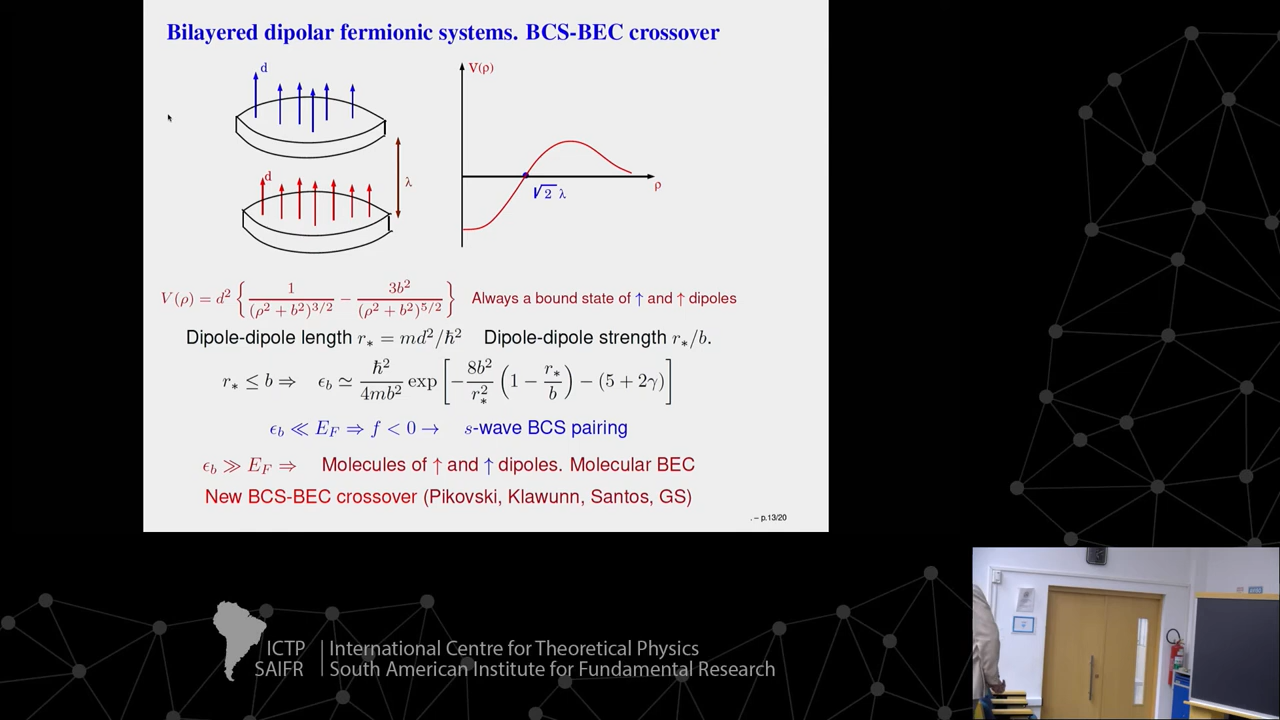 Bilayered dipolar fermionic systems. BCS-BEC crossover
d
V(ρ)
d
λ
√2 λ
ρ
V(ρ) = d² { 1/(ρ² + b²)^{3/2} − 3b²/(ρ² + b²)^{5/2} } Always a bound state of ↑ and ↑ dipoles
Dipole-dipole length r_* = md²/ħ² Dipole-dipole strength r_*/b.
r_* ≤ b ⇒ ϵ_b ≃ ħ²/4mb² exp [ −8b²/r_*² (1 − r_*/b) − (5 + 2γ) ]
ϵ_b ≪ E_F ⇒ f < 0 → s-wave BCS pairing
ϵ_b ≫ E_F ⇒ Molecules of ↑ and ↑ dipoles. Molecular BEC
New BCS-BEC crossover (Pikovski, Klawunn, Santos, GS)
. – p.13/20
ICTP International Centre for Theoretical Physics
SAIFR South American Institute for Fundamental Research